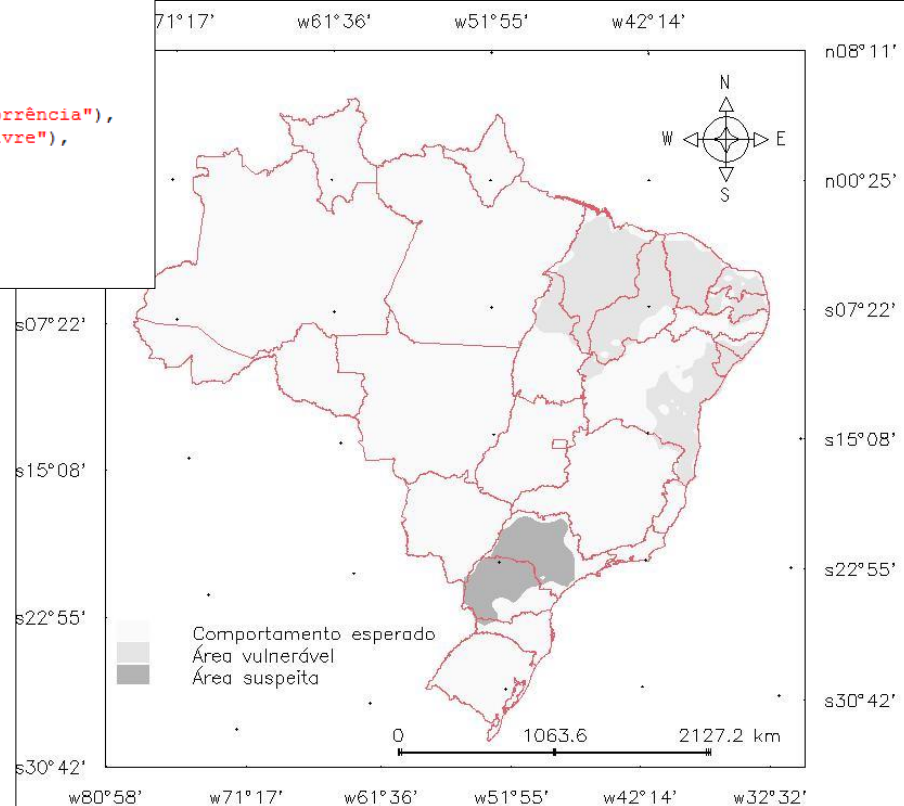 71°17' w61°36' w51°55' w42°14'
n08°11'
N
W E
S
n00°25'
s07°22' s07°22'
s15°08'
s15°08'
s22°55'
s22°55'
Comportamento esperado
Área vulnerável
Área suspeita
s30°42'
0 1063.6 2127.2 km
s30°42'
w80°58' w71°17' w61°36' w51°55' w42°14' w32°32'
rrência"),
vre"),